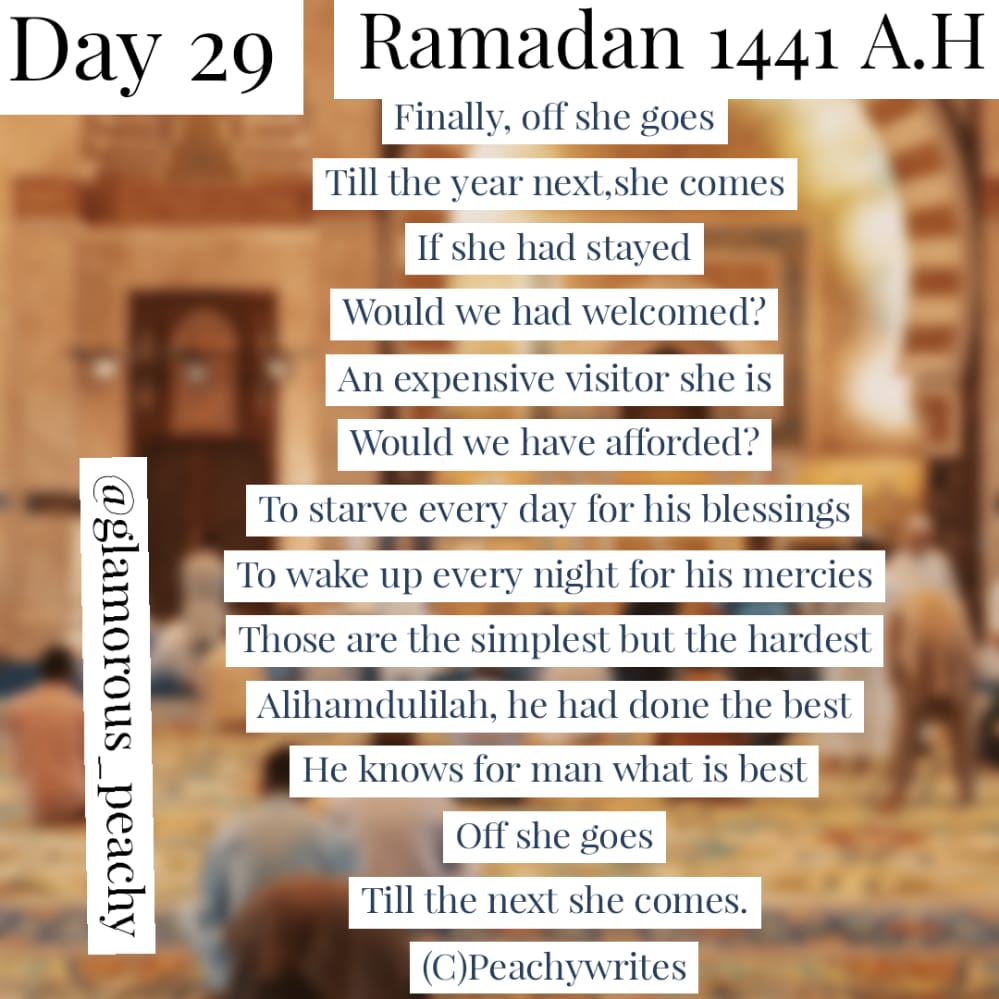 Day 29
Ramadan 1441 A.H
Finally, off she goes
Till the year next,she comes
If she had stayed
Would we had welcomed?
An expensive visitor she is
Would we have afforded?
To starve every day for his blessings
To wake up every night for his mercies
Those are the simplest but the hardest
Alihamdulilah, he had done the best
He knows for man what is best
Off she goes
Till the next she comes.
(C)Peachywrites
@glamorous_peachy